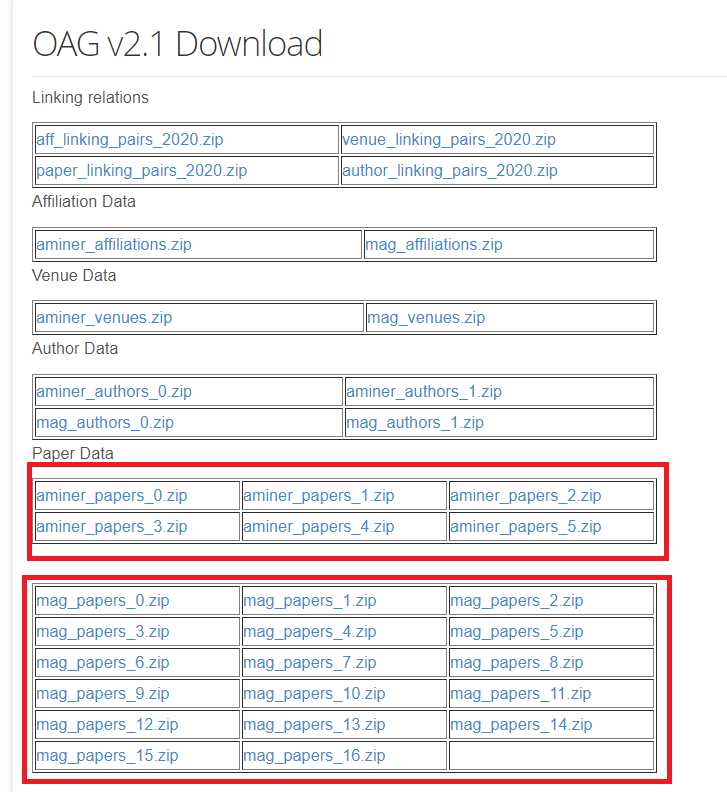 OAG v2.1 Download
Linking relations
aff_linking_pairs_2020.zip venue_linking_pairs_2020.zip
paper_linking_pairs_2020.zip author_linking_pairs_2020.zip
Affiliation Data
aminer_affiliations.zip mag_affiliations.zip
Venue Data
aminer_venues.zip mag_venues.zip
Author Data
aminer_authors_0.zip aminer_authors_1.zip
mag_authors_0.zip mag_authors_1.zip
Paper Data
aminer_papers_0.zip aminer_papers_1.zip aminer_papers_2.zip
aminer_papers_3.zip aminer_papers_4.zip aminer_papers_5.zip
mag_papers_0.zip mag_papers_1.zip mag_papers_2.zip
mag_papers_3.zip mag_papers_4.zip mag_papers_5.zip
mag_papers_6.zip mag_papers_7.zip mag_papers_8.zip
mag_papers_9.zip mag_papers_10.zip mag_papers_11.zip
mag_papers_12.zip mag_papers_13.zip mag_papers_14.zip
mag_papers_15.zip mag_papers_16.zip